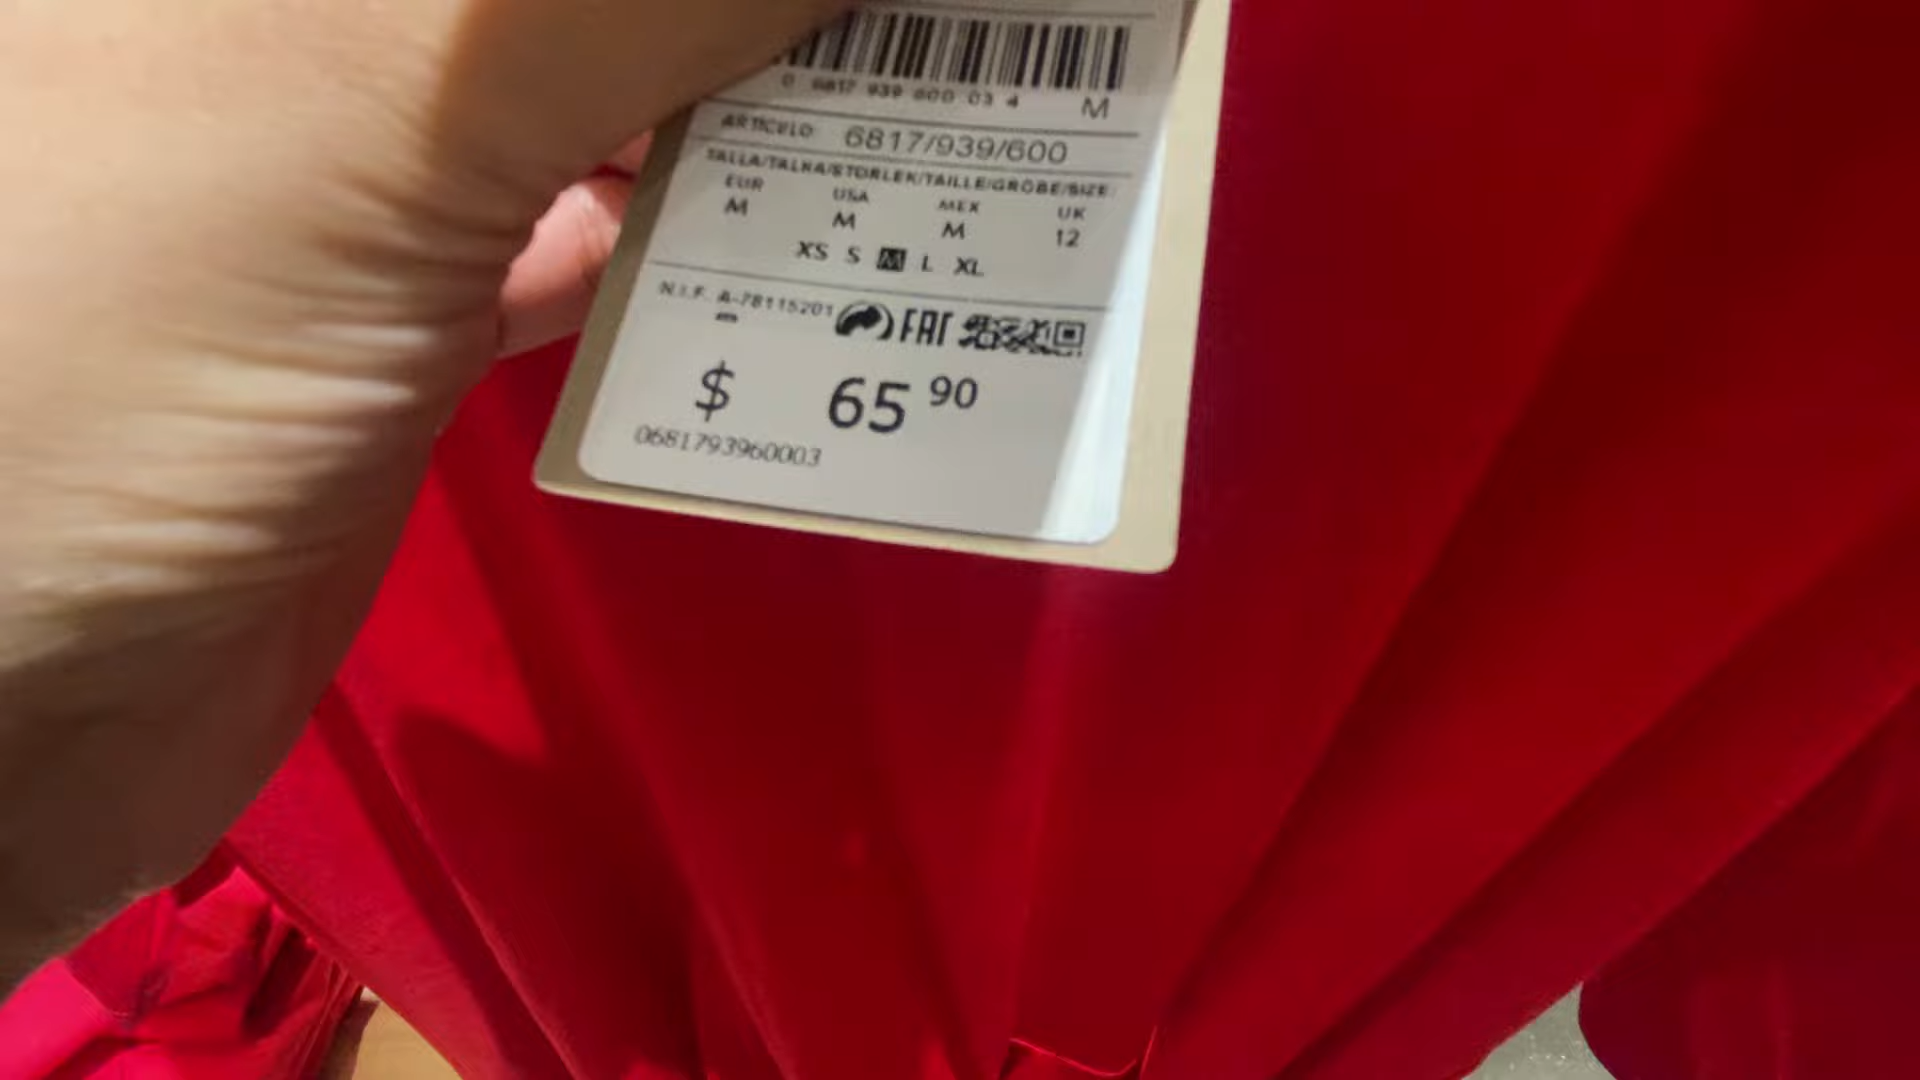 0 6817 939 600 03 4
M
ARTICULO 6817/939/600
TALLA/TALHA/STORLEK/TAILLE/GRÖBE/SIZE:
EUR USA MEX UK
M M M 12
XS S M L XL
N.I.F. A-78115201 EAC
$ 65 90
0681793960003